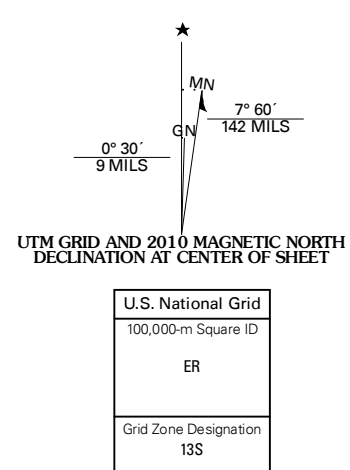 ★
MN
7° 60´
142 MILS
GN
0° 30´
9 MILS
UTM GRID AND 2010 MAGNETIC NORTH
DECLINATION AT CENTER OF SHEET
U.S. National Grid
100,000-m Square ID
ER
Grid Zone Designation
13S